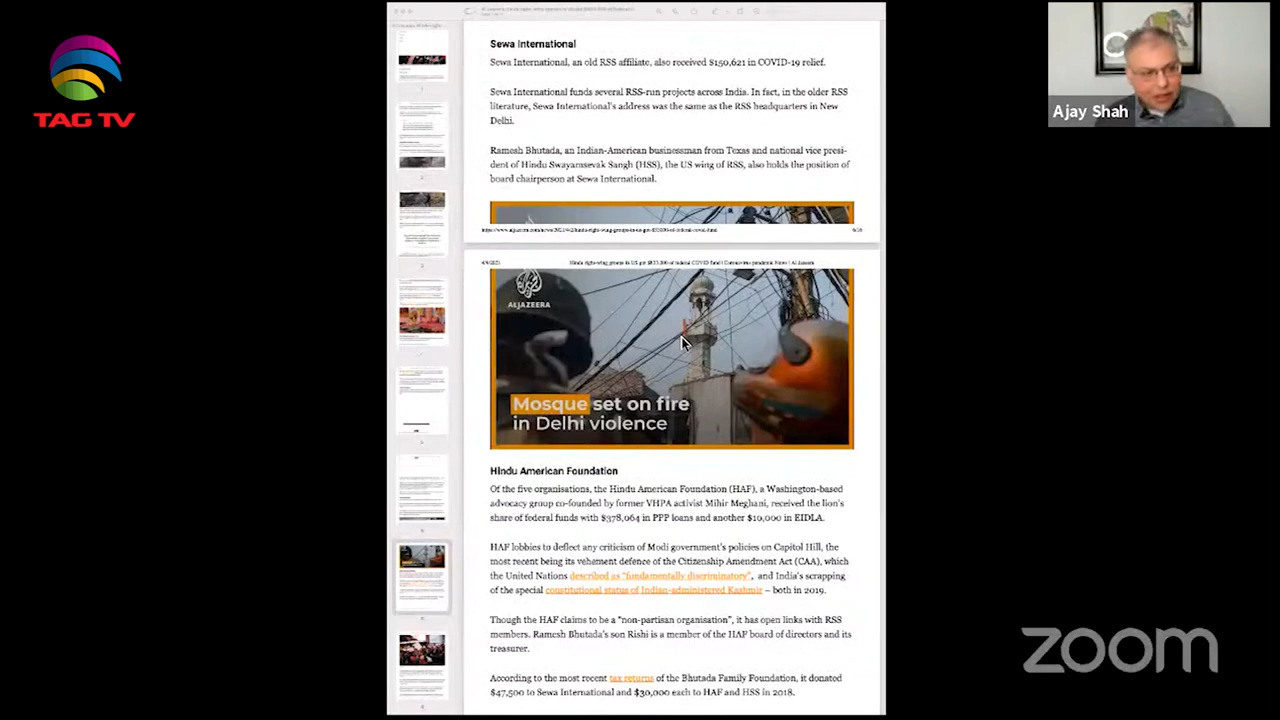 TAG TV
Ajay Shah
Sewa International
Sewa International, an old RSS affiliate, also received $150,621 in COVID-19 relief.
Sewa International funds several RSS-run projects across India. In fact, in the older RSS
literature, Sewa International's address was the same as the RSS headquarters in New
Delhi.
Ramesh Bhutada, an Indian-American businessman from Texas and national vice presi-
dent of Hindu Swayamsevak Sangh (HSS), the US wing of RSS, also holds the position of
board chairperson at Sewa International.
ALJAZEERA
Mosque set on fire
in Delhi violence
Hindu American Foundation
Of the five organisations, the Hindu American Foundation (HAF), a Washington-based
advocacy group co-founded by former VHPA activist Mihir Meghani, received the lion's
share of federal funds with $378,064 in PPP loans and another $10,000 in EIDLA.
HAF lobbies to deflect any criticism of Modi government's policies on Capitol Hill, the
most recent being its vehement defence of the Citizenship Amendment Act (CAA), which
the United Nations described as "fundamentally discriminatory", and India's scrapping
of the special constitutional status of Indian-administered Kashmir – both in 2019.
Though the HAF claims to be a "non-partisan organisation", it has open links with RSS
members. Ramesh Bhutada's son Rishi is a member of the HAF board of directors and its
treasurer.
According to the most recent tax returns of the Bhutada Family Foundation, it donated
$47,500 to Sewa International and $30,000 each to HAF and HSS in 2018.
zoom